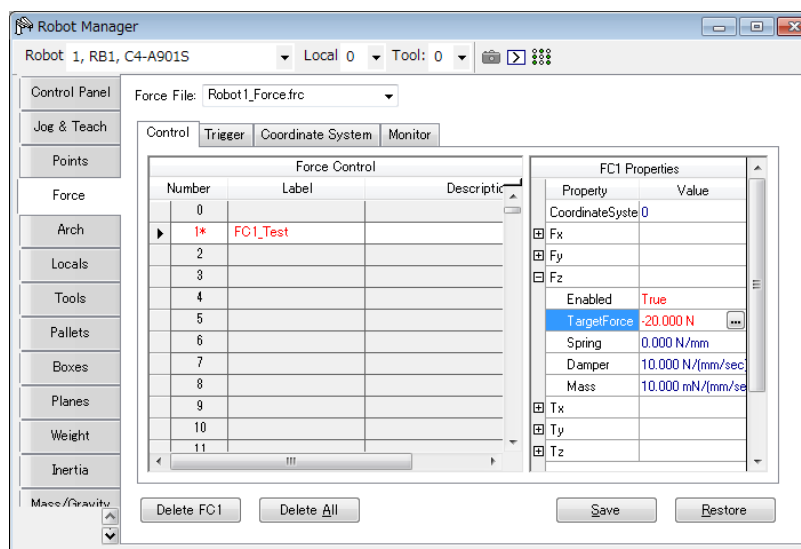 Robot Manager
Robot 1, RB1, C4-A901S Local 0 Tool: 0
Control Panel
Jog & Teach
Points
Force
Arch
Locals
Tools
Pallets
Boxes
Planes
Weight
Inertia
Mass/Gravity
Force File: Robot1_Force.frc
Control Trigger Coordinate System Monitor
Force Control
Number Label Descriptic
0
1* FC1_Test
2
3
4
5
6
7
8
9
10
11
FC1 Properties
Property Value
CoordinateSyste 0
Fx
Fy
Fz
Enabled True
TargetForce -20.000 N ...
Spring 0.000 N/mm
Damper 10.000 N/(mm/sec)
Mass 10.000 mN/(mm/se
Tx
Ty
Tz
Delete FC1 Delete All Save Restore